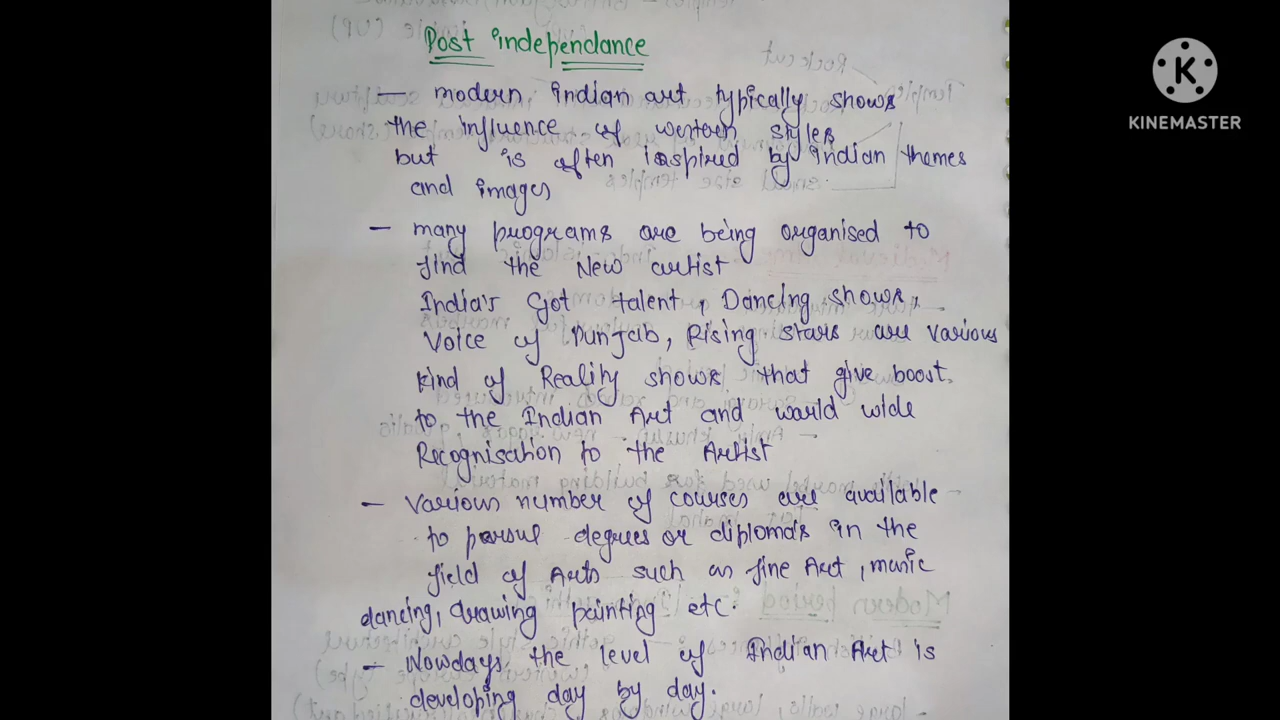 Post independance
– modern indian art typically shows
the influence of western styles
but is often inspired by Indian themes
and images
– many programs are being organised to
find the New artist
India's Got talent, Dancing shows,
Voice of Punjab, Rising stars are various
kind of Reality shows that give boost
to the Indian Art and world wide
Recognisation to the Artist
– various number of courses are available
to persue degrees or diploma's in the
field of Arts such as fine Art, music
dancing, drawing painting etc.
– Nowdays the level of Indian Art is
developing day by day.
KINEMASTER